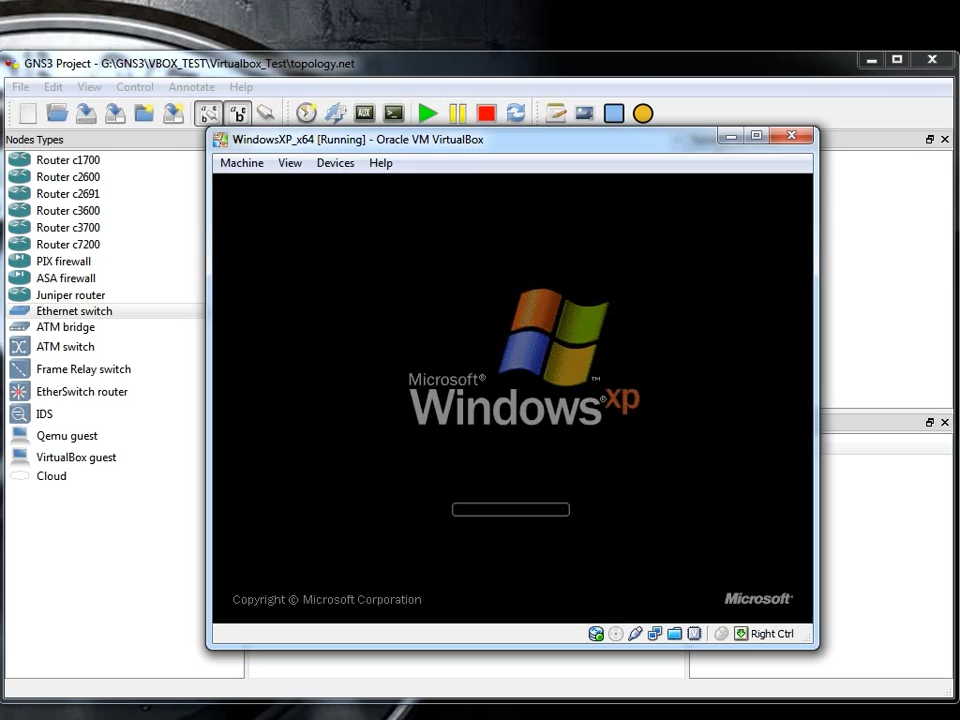 GNS3 Project - G:\GNS3\VBOX_TEST\Virtualbox_Test\topology.net
File Edit View Control Annotate Help
AUX
Nodes Types
Router c1700
Router c2600
Router c2691
Router c3600
Router c3700
Router c7200
PIX firewall
ASA firewall
Juniper router
Ethernet switch
ATM bridge
ATM switch
Frame Relay switch
EtherSwitch router
IDS
Qemu guest
VirtualBox guest
Cloud
WindowsXP_x64 [Running] - Oracle VM VirtualBox
Machine View Devices Help
Microsoft®
Windows® xp ™
Copyright © Microsoft Corporation
Microsoft®
Right Ctrl